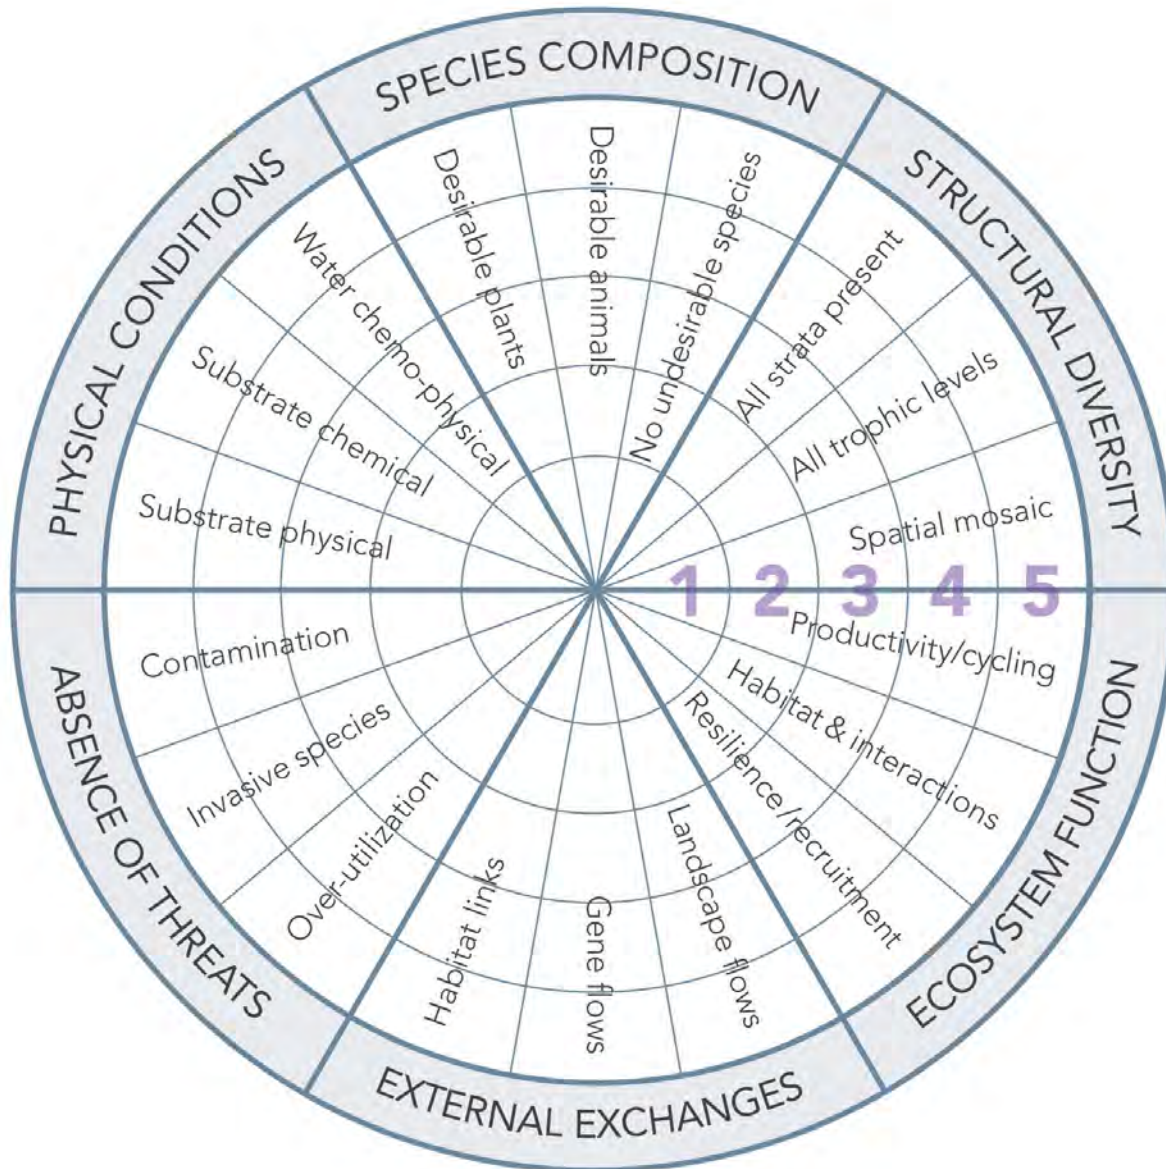 SPECIES COMPOSITION
Desirable plants
Desirable animals
No undesirable species
STRUCTURAL DIVERSITY
All strata present
All trophic levels
Spatial mosaic
1 2 3 4 5
ECOSYSTEM FUNCTION
Productivity/cycling
Habitat & interactions
Resilience/recruitment
EXTERNAL EXCHANGES
Landscape flows
Gene flows
Habitat links
ABSENCE OF THREATS
Over-utilization
Invasive species
Contamination
PHYSICAL CONDITIONS
Substrate physical
Substrate chemical
Water chemo-physical